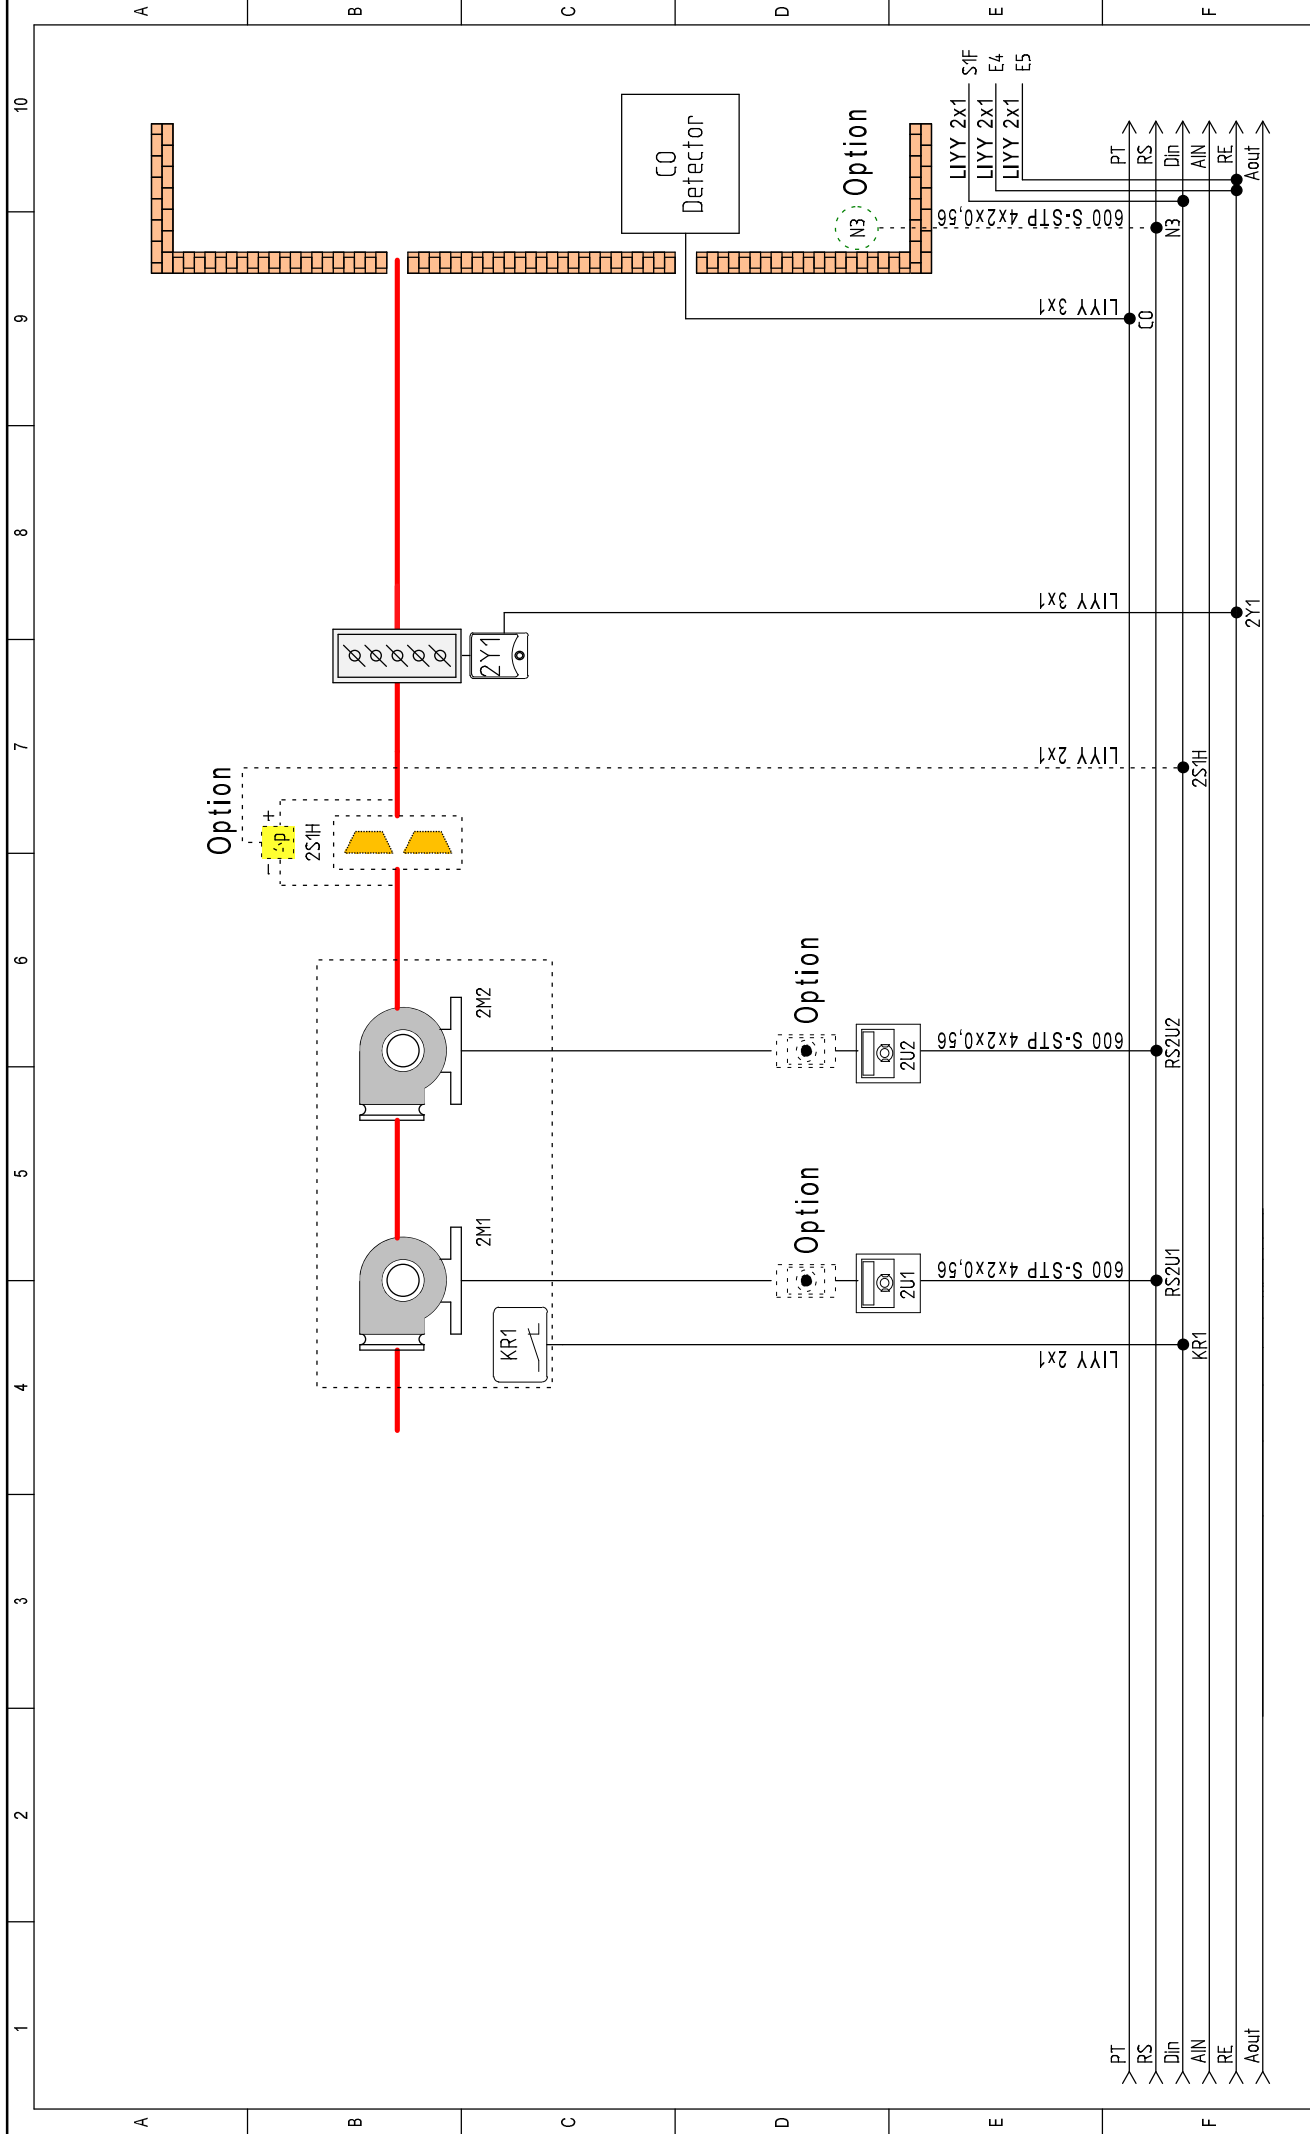 1
2
3
4
5
6
7
8
9
10
A
A
B
B
C
C
D
D
E
E
F
F
Option
Δp
- +
2S1H
2M1
2M2
KR1
2Y1
CO
Detector
Option
Option
N3
Option
2U1
2U2
LIYY 2x1
600 S-STP 4x2x0,56
600 S-STP 4x2x0,56
LIYY 2x1
LIYY 3x1
LIYY 3x1
600 S-STP 4x2x0,56
LIYY 2x1 S1F
LIYY 2x1 E4
LIYY 2x1 E5
PT PT
CO
RS RS2U1 RS2U2 N3 RS
Din KR1 2S1H Din
AIN AIN
RE 2Y1 RE
Aout Aout